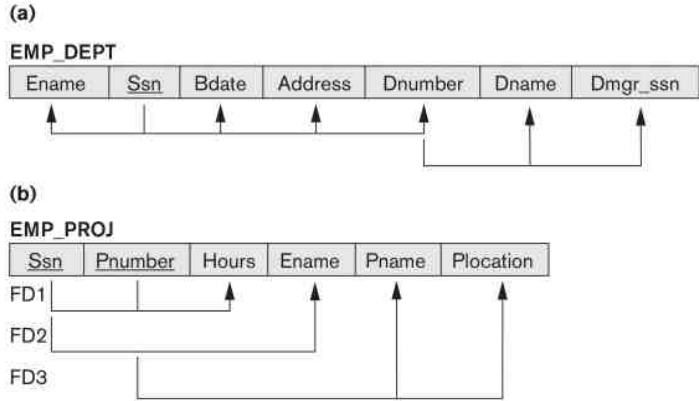 (a)
EMP_DEPT
Ename Ssn Bdate Address Dnumber Dname Dmgr_ssn
(b)
EMP_PROJ
Ssn Pnumber Hours Ename Pname Plocation
FD1
FD2
FD3